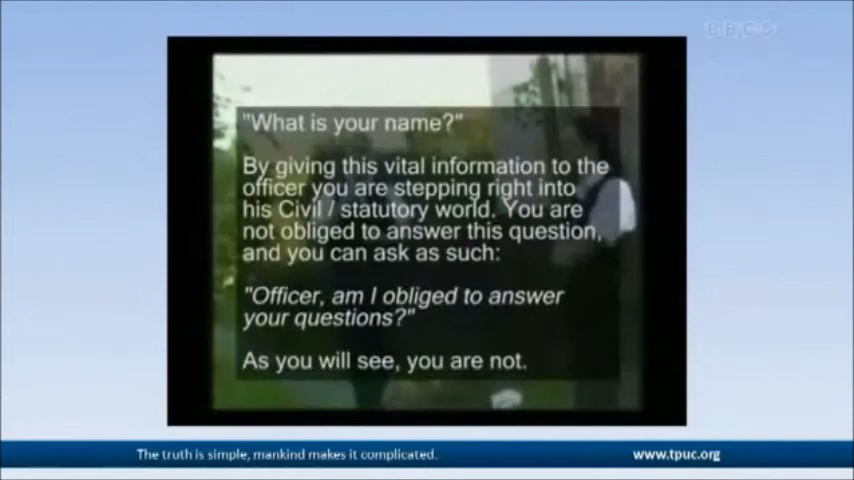 "What is your name?"
By giving this vital information to the
officer you are stepping right into
his Civil / statutory world. You are
not obliged to answer this question,
and you can ask as such:
"Officer, am I obliged to answer
your questions?"
As you will see, you are not.
The truth is simple, mankind makes it complicated.
www.tpuc.org